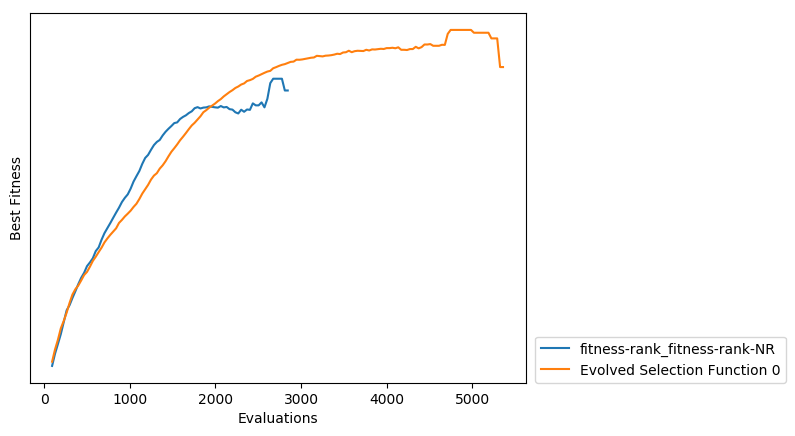 Best Fitness
0
1000
2000
3000
4000
5000
Evaluations
fitness-rank_fitness-rank-NR
Evolved Selection Function 0